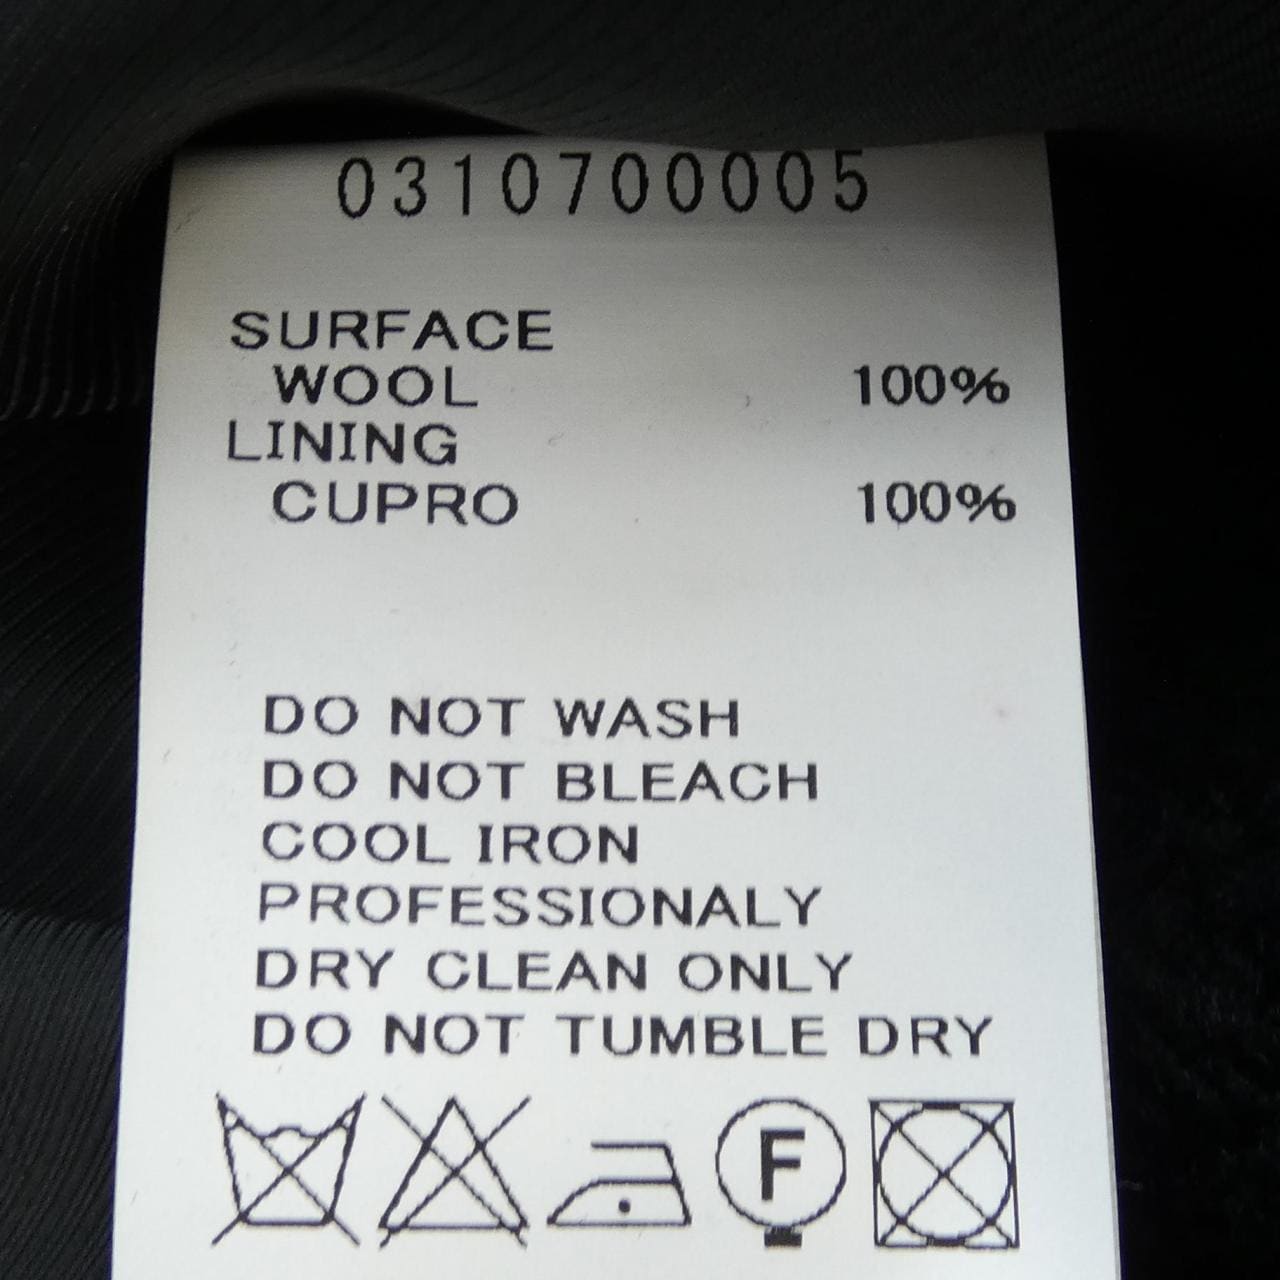 0310700005
SURFACE
WOOL 100%
LINING
CUPRO 100%
DO NOT WASH
DO NOT BLEACH
COOL IRON
PROFESSIONALY
DRY CLEAN ONLY
DO NOT TUMBLE DRY
F